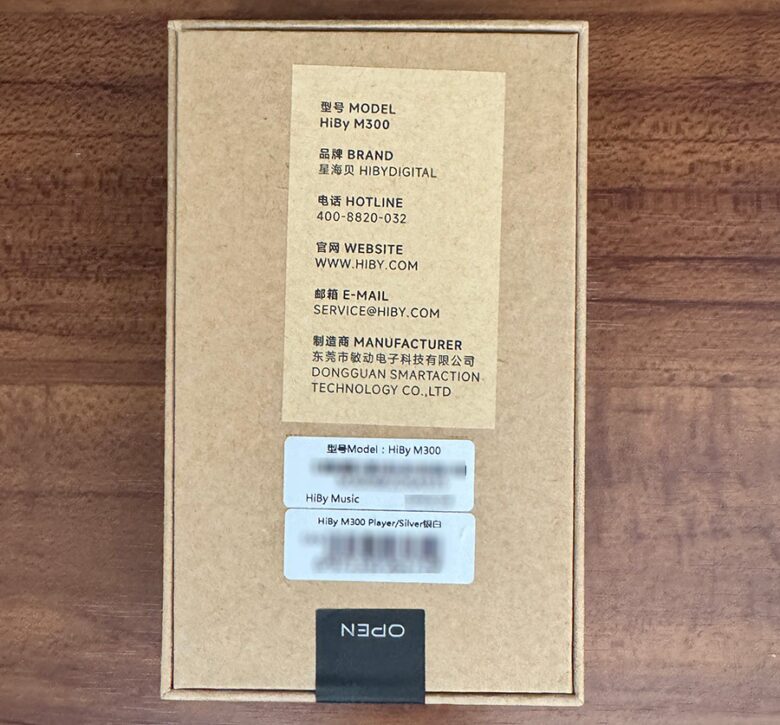 型号 MODEL
HiBy M300
品牌 BRAND
星海贝 HIBYDIGITAL
电话 HOTLINE
400-8820-032
官网 WEBSITE
WWW.HIBY.COM
邮箱 E-MAIL
SERVICE@HIBY.COM
制造商 MANUFACTURER
东莞市敏动电子科技有限公司
DONGGUAN SMARTACTION
TECHNOLOGY CO.,LTD
型号Model : HiBy M300
HiBy Music
HiBy M300 Player/Silver银白
OPEN